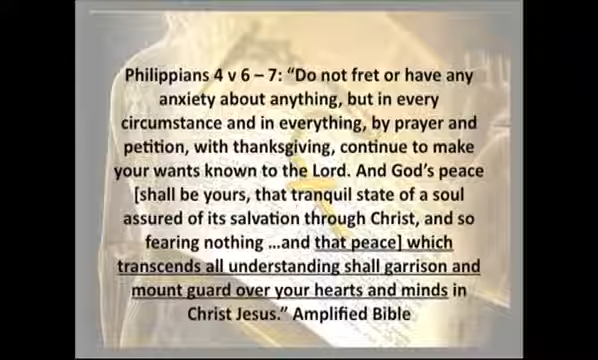 Philippians 4 v 6 – 7: “Do not fret or have any
anxiety about anything, but in every
circumstance and in everything, by prayer and
petition, with thanksgiving, continue to make
your wants known to the Lord. And God’s peace
[shall be yours, that tranquil state of a soul
assured of its salvation through Christ, and so
fearing nothing ...and that peace] which
transcends all understanding shall garrison and
mount guard over your hearts and minds in
Christ Jesus.” Amplified Bible